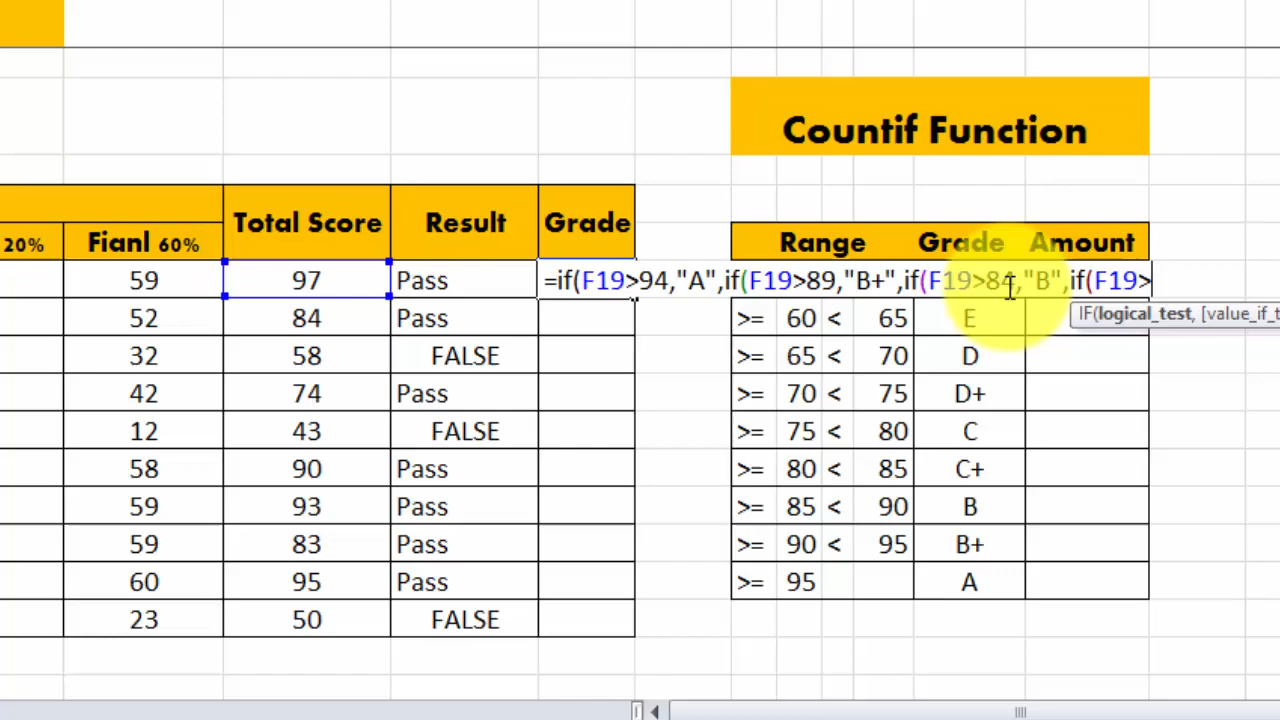 Countif Function
Total Score Result Grade
20% Fianl 60% Range Grade Amount
59 97 Pass =if(F19>94,"A",if(F19>89,"B+",if(F19>84,"B",if(F19>
IF(logical_test, [value_if_t
52 84 Pass >= 60 < 65 E
32 58 FALSE >= 65 < 70 D
42 74 Pass >= 70 < 75 D+
12 43 FALSE >= 75 < 80 C
58 90 Pass >= 80 < 85 C+
59 93 Pass >= 85 < 90 B
59 83 Pass >= 90 < 95 B+
60 95 Pass >= 95 A
23 50 FALSE